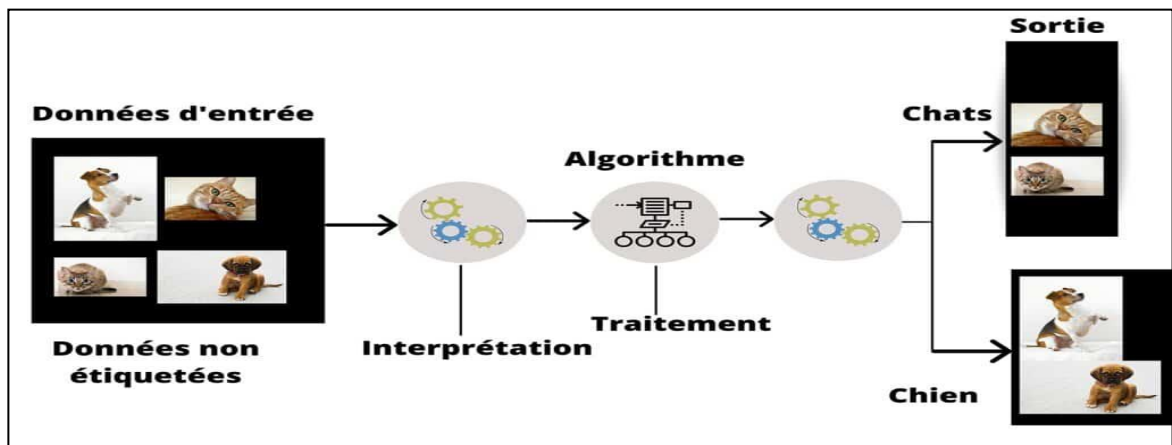 Sortie
Données d'entrée
Chats
Algorithme
Traitement
Interprétation
Données non
étiquetées
Chien